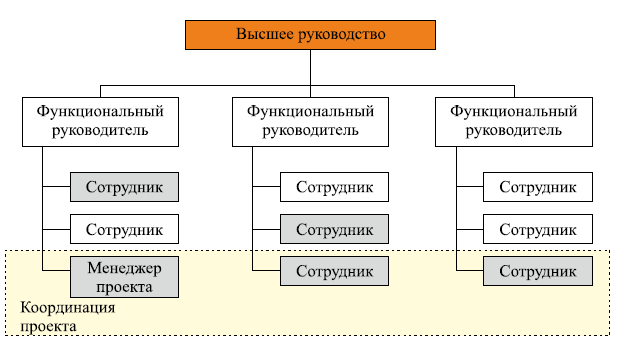 Высшее руководство
Функциональный
руководитель
Функциональный
руководитель
Функциональный
руководитель
Сотрудник
Сотрудник
Сотрудник
Сотрудник
Сотрудник
Сотрудник
Менеджер
проекта
Сотрудник
Сотрудник
Координация
проекта